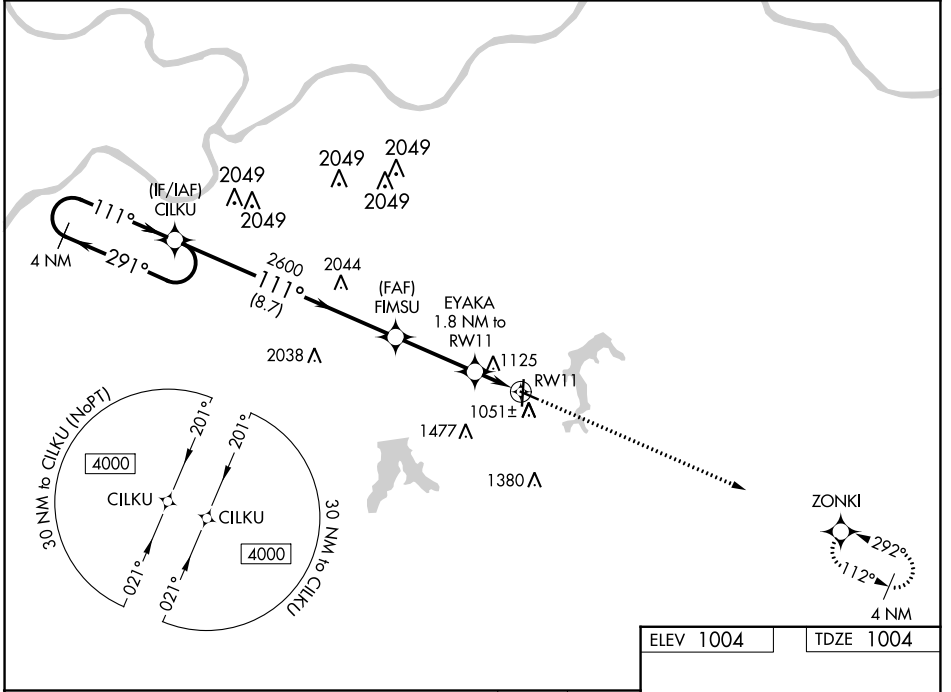 2049
2049
2049
2049
2049
(IF/IAF)
CILKU
111°
291°
4 NM
2600
111°
(8.7)
2044
(FAF)
FIMSU
EYAKA
1.8 NM to
RW11
2038
1125
RW11
1051±
1477
1380
30 NM to CILKU (NoPT)
201°
4000
CILKU
021°
201°
CILKU
4000
021°
30 NM to CILKU
ZONKI
292°
112°
4 NM
ELEV 1004
TDZE 1004